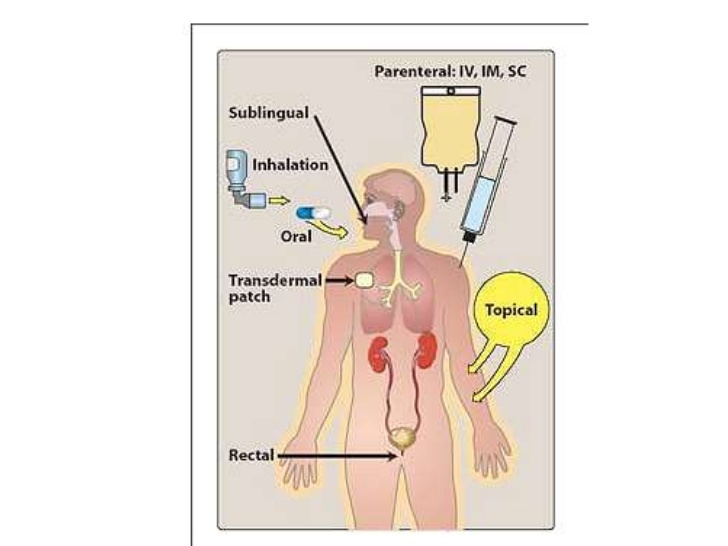 Parenteral: IV, IM, SC
Sublingual
Inhalation
Oral
Transdermal
patch
Topical
Rectal